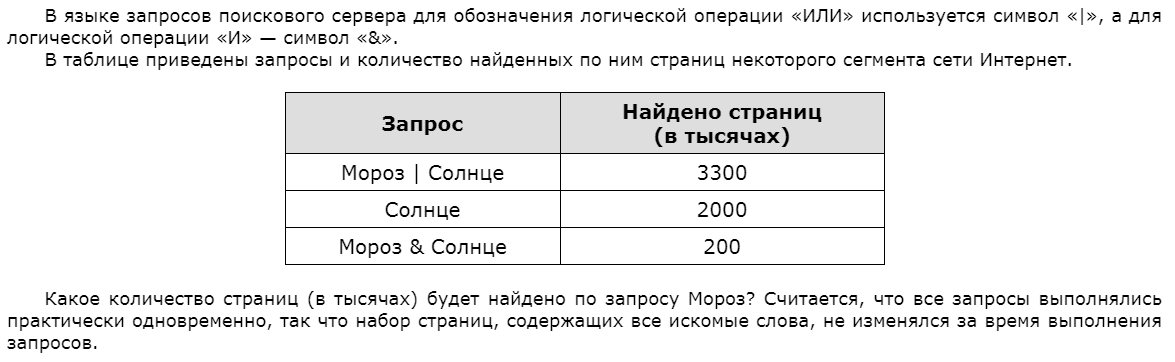 В языке запросов поискового сервера для обозначения логической операции «ИЛИ» используется символ «|», а для
логической операции «И» — символ «&».
В таблице приведены запросы и количество найденных по ним страниц некоторого сегмента сети Интернет.
Запрос
Найдено страниц
(в тысячах)
Мороз | Солнце
3300
Солнце
2000
Мороз & Солнце
200
Какое количество страниц (в тысячах) будет найдено по запросу Мороз? Считается, что все запросы выполнялись
практически одновременно, так что набор страниц, содержащих все искомые слова, не изменялся за время выполнения
запросов.